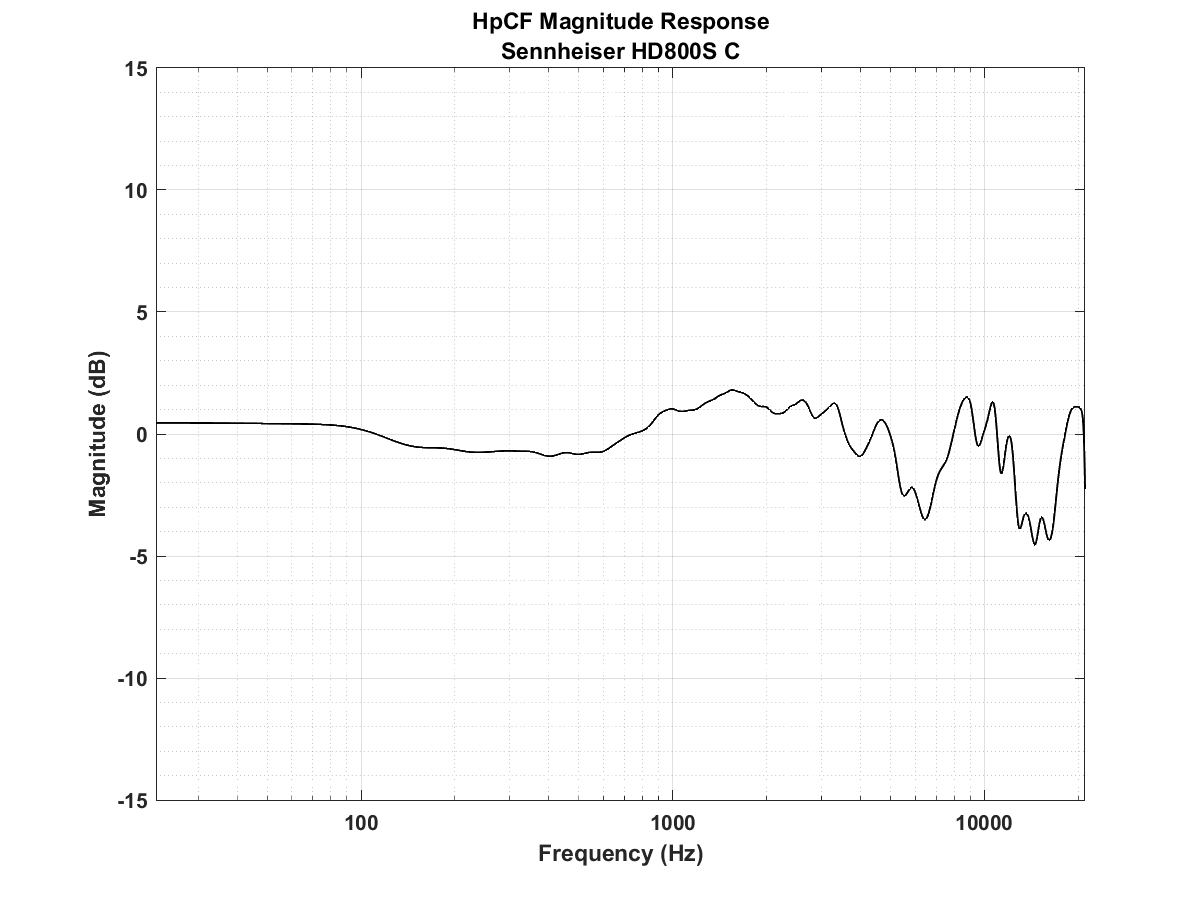 HpCF Magnitude Response
Sennheiser HD800S C
15
10
5
0
-5
-10
-15
Magnitude (dB)
100
1000
10000
Frequency (Hz)